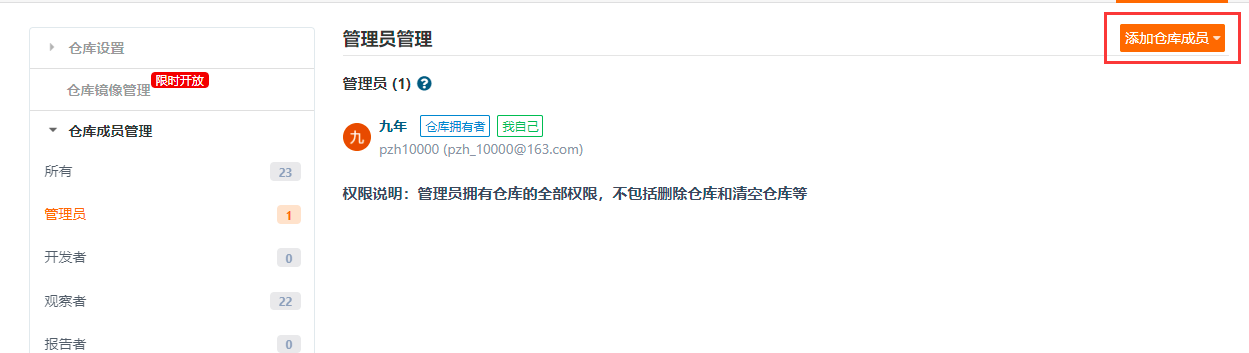 仓库设置
仓库镜像管理 限时开放
仓库成员管理
所有 23
管理员 1
开发者 0
观察者 22
报告者 0
管理员管理
添加仓库成员
管理员 (1) ?
九
九年 仓库拥有者 我自己
pzh10000 (pzh_10000@163.com)
权限说明：管理员拥有仓库的全部权限，不包括删除仓库和清空仓库等